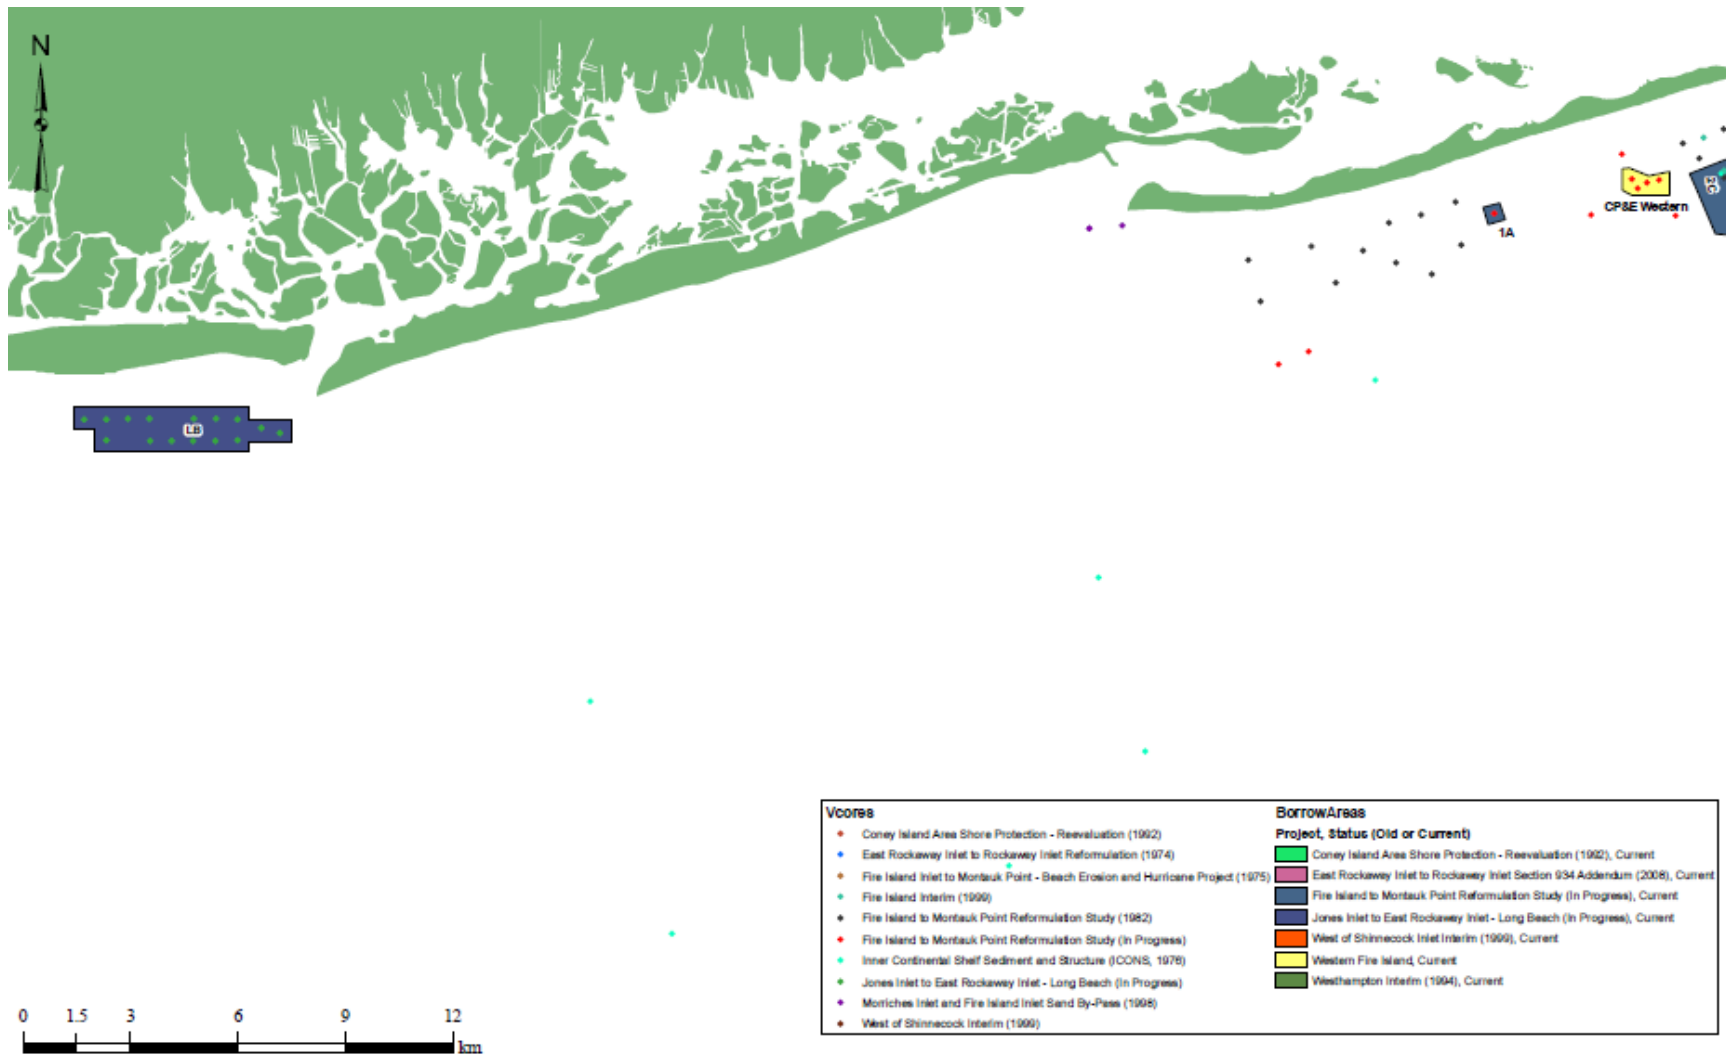 N
CP&E Western
1A
LB
Vcores
Coney Island Area Shore Protection - Reevaluation (1992)
East Rockaway Inlet to Rockaway Inlet Reformulation (1974)
Fire Island Inlet to Montauk Point - Beach Erosion and Hurricane Project (1975)
Fire Island Interim (1999)
Fire Island to Montauk Point Reformulation Study (1982)
Fire Island to Montauk Point Reformulation Study (In Progress)
Inner Continental Shelf Sediment and Structure (ICONS, 1976)
Jones Inlet to East Rockaway Inlet - Long Beach (In Progress)
Morriches Inlet and Fire Island Inlet Sand By-Pass (1998)
West of Shinnecock Interim (1999)
BorrowAreas
Project, Status (Old or Current)
Coney Island Area Shore Protection - Reevaluation (1992), Current
East Rockaway Inlet to Rockaway Inlet Section 934 Addendum (2008), Current
Fire Island to Montauk Point Reformulation Study (In Progress), Current
Jones Inlet to East Rockaway Inlet - Long Beach (In Progress), Current
West of Shinnecock Inlet Interim (1999), Current
Western Fire Island, Current
Westhampton Interim (1994), Current
0 1.5 3 6 9 12
km